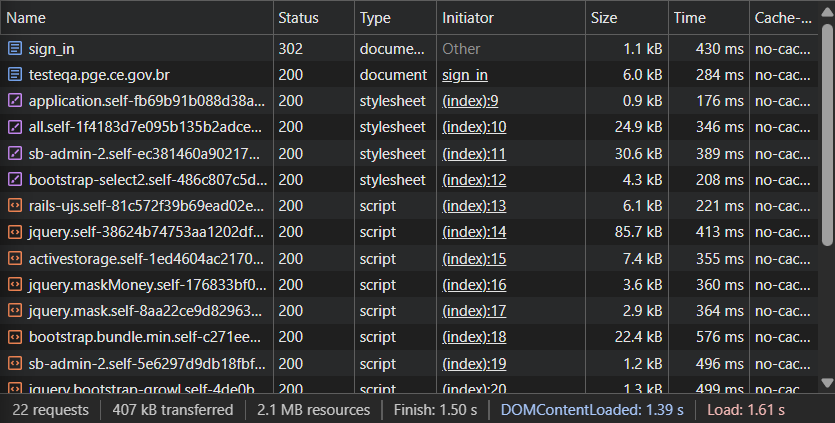 Name Status Type Initiator Size Time Cache-...
sign_in 302 docume... Other 1.1 kB 430 ms no-cac...
testeqa.pge.ce.gov.br 200 document sign_in 6.0 kB 284 ms no-cac...
application.self-fb69b91b088d38a... 200 stylesheet (index):9 0.9 kB 176 ms no-cac...
all.self-1f4183d7e095b135b2adce... 200 stylesheet (index):10 24.9 kB 346 ms no-cac...
sb-admin-2.self-ec381460a90217... 200 stylesheet (index):11 30.6 kB 389 ms no-cac...
bootstrap-select2.self-486c807c5d... 200 stylesheet (index):12 4.3 kB 208 ms no-cac...
rails-ujs.self-81c572f39b69ead02e... 200 script (index):13 6.1 kB 221 ms no-cac...
jquery.self-38624b74753aa1202df... 200 script (index):14 85.7 kB 413 ms no-cac...
activestorage.self-1ed4604ac2170... 200 script (index):15 7.4 kB 355 ms no-cac...
jquery.maskMoney.self-176833bf0... 200 script (index):16 3.6 kB 360 ms no-cac...
jquery.mask.self-8aa22ce9d82963... 200 script (index):17 2.9 kB 364 ms no-cac...
bootstrap.bundle.min.self-c271ee... 200 script (index):18 22.4 kB 576 ms no-cac...
sb-admin-2.self-5e6297d9db18fbf... 200 script (index):19 1.2 kB 496 ms no-cac...
jquery.bootstrap-growl.self-4de0b... 200 script (index):20 1.3 kB 499 ms no-cac...
22 requests 407 kB transferred 2.1 MB resources Finish: 1.50 s DOMContentLoaded: 1.39 s Load: 1.61 s